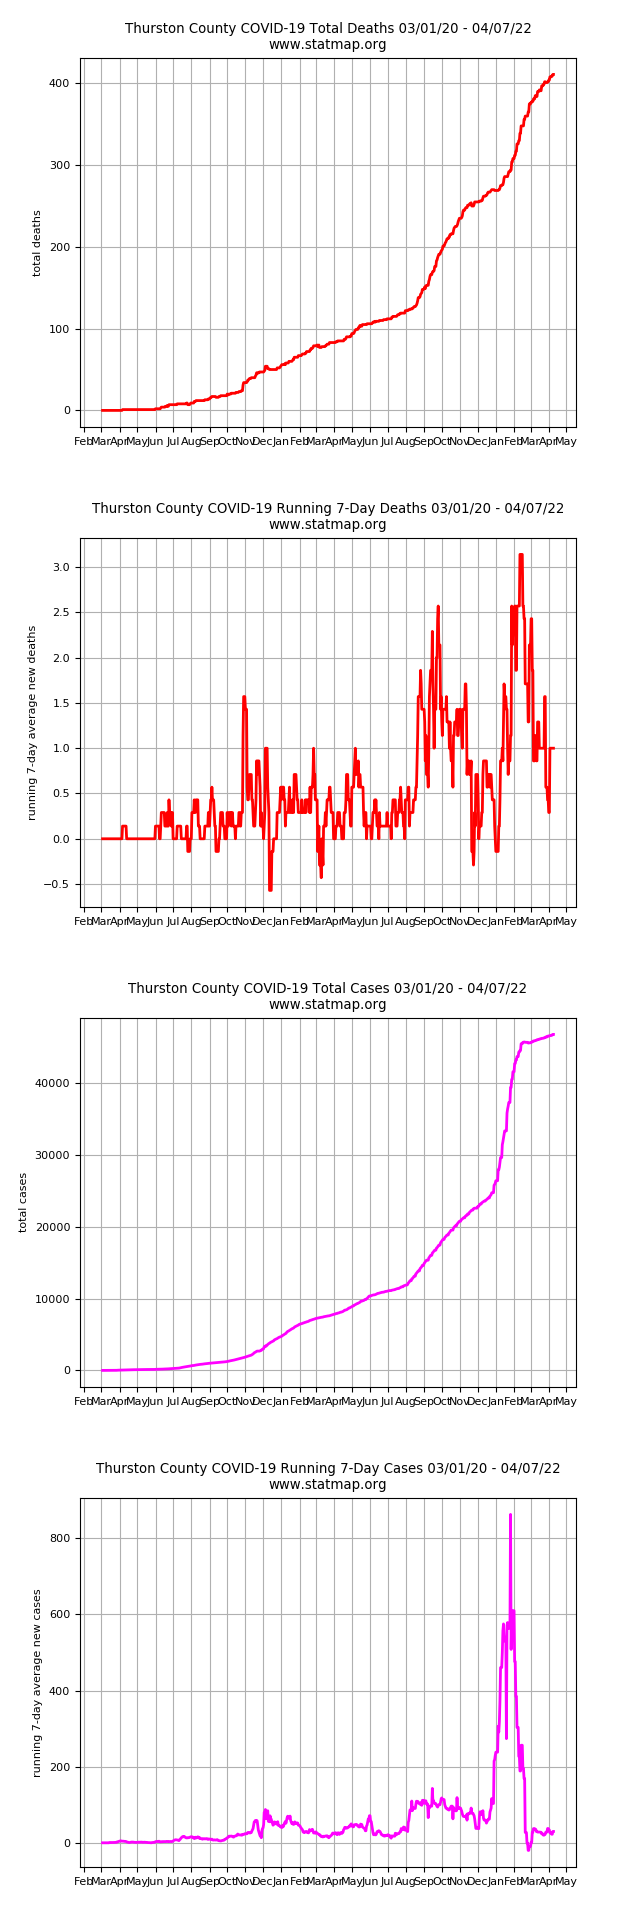 Thurston County COVID-19 Total Deaths 03/01/20 - 04/07/22
www.statmap.org
400
300
200
100
0
total deaths
Feb Mar Apr May Jun Jul Aug Sep Oct Nov Dec Jan Feb Mar Apr May Jun Jul Aug Sep Oct Nov Dec Jan Feb Mar Apr May
Thurston County COVID-19 Running 7-Day Deaths 03/01/20 - 04/07/22
www.statmap.org
3.0
2.5
2.0
1.5
1.0
0.5
0.0
−0.5
running 7-day average new deaths
Feb Mar Apr May Jun Jul Aug Sep Oct Nov Dec Jan Feb Mar Apr May Jun Jul Aug Sep Oct Nov Dec Jan Feb Mar Apr May
Thurston County COVID-19 Total Cases 03/01/20 - 04/07/22
www.statmap.org
40000
30000
20000
10000
0
total cases
Feb Mar Apr May Jun Jul Aug Sep Oct Nov Dec Jan Feb Mar Apr May Jun Jul Aug Sep Oct Nov Dec Jan Feb Mar Apr May
Thurston County COVID-19 Running 7-Day Cases 03/01/20 - 04/07/22
www.statmap.org
800
600
400
200
0
running 7-day average new cases
Feb Mar Apr May Jun Jul Aug Sep Oct Nov Dec Jan Feb Mar Apr May Jun Jul Aug Sep Oct Nov Dec Jan Feb Mar Apr May